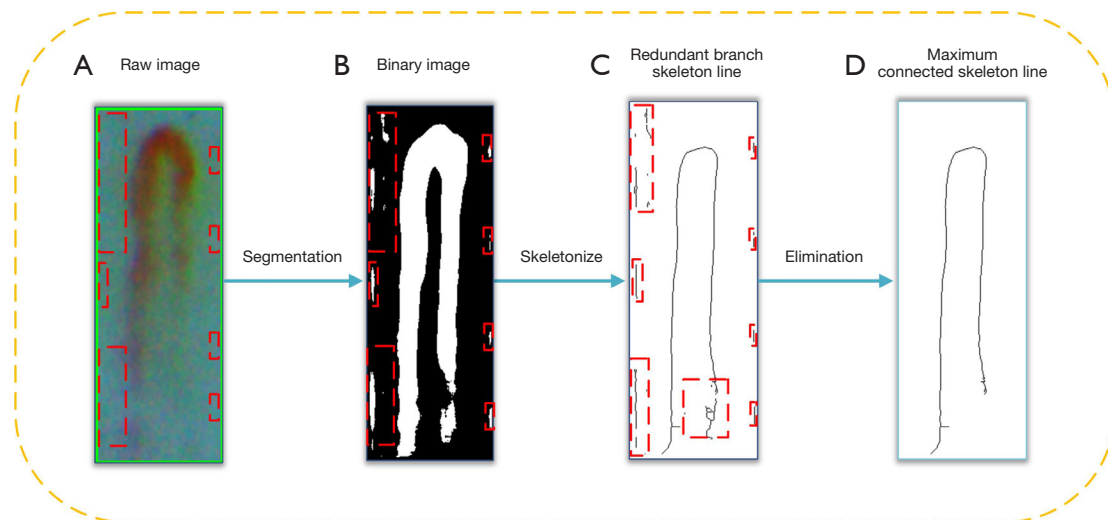 A Raw image
B Binary image
C Redundant branch
skeleton line
D Maximum
connected skeleton line
Segmentation
Skeletonize
Elimination